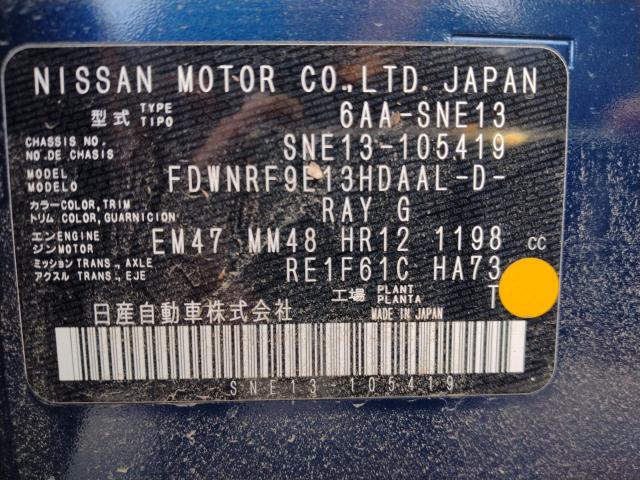 NISSAN MOTOR CO.,LTD. JAPAN
型式 TYPE TIPO 6AA-SNE13
CHASSIS NO. NO. DE. CHASIS SNE13-105419
MODEL MODELO FDWNRF9E13HDAAL-D-
カラー COLOR, TRIM トリム COLOR, GUARNICION RAY G
エンジン ENGINE MOTOR EM47 MM48 HR12 1198 CC
ミッション TRANS., AXLE アクスル TRANS., EJE RE1F61C HA73
工場 PLANT PLANTA T
日産自動車株式会社 MADE IN JAPAN
SNE13-105419